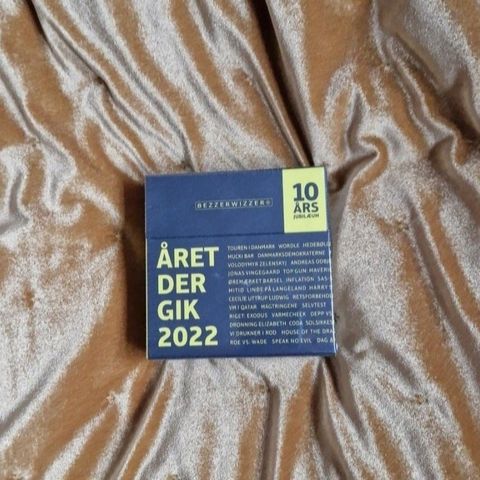 BEZZERWIZZER®
10
ÅRS
JUBILÆUM
ÅRET
DER
GIK
2022
TOUREN I DANMARK WORDLE HEDEBØL
MUCKI BAR DANMARKSDEMOKRATERNE
VOLODYMYR ZELENSKYJ ANDREAS ODBJ
JONAS VINGEGAARD TOP GUN: MAVERI
ØREMÆRKET BARSEL INFLATION SAS-
MITID LINDE PÅ LANGELAND HARRY
CECILIE UTTRUP LUDWIG RETSFORBEHOL
VM I QATAR MAGTRINGENE SELVTEST
RIGET: EXODUS VARMECHECK DEPP VS
DRONNING ELIZABETH CODA SOLSIKKE
VI DRUKNER I ROD HOUSE OF THE DRA
ROE VS. WADE SPEAK NO EVIL DAG